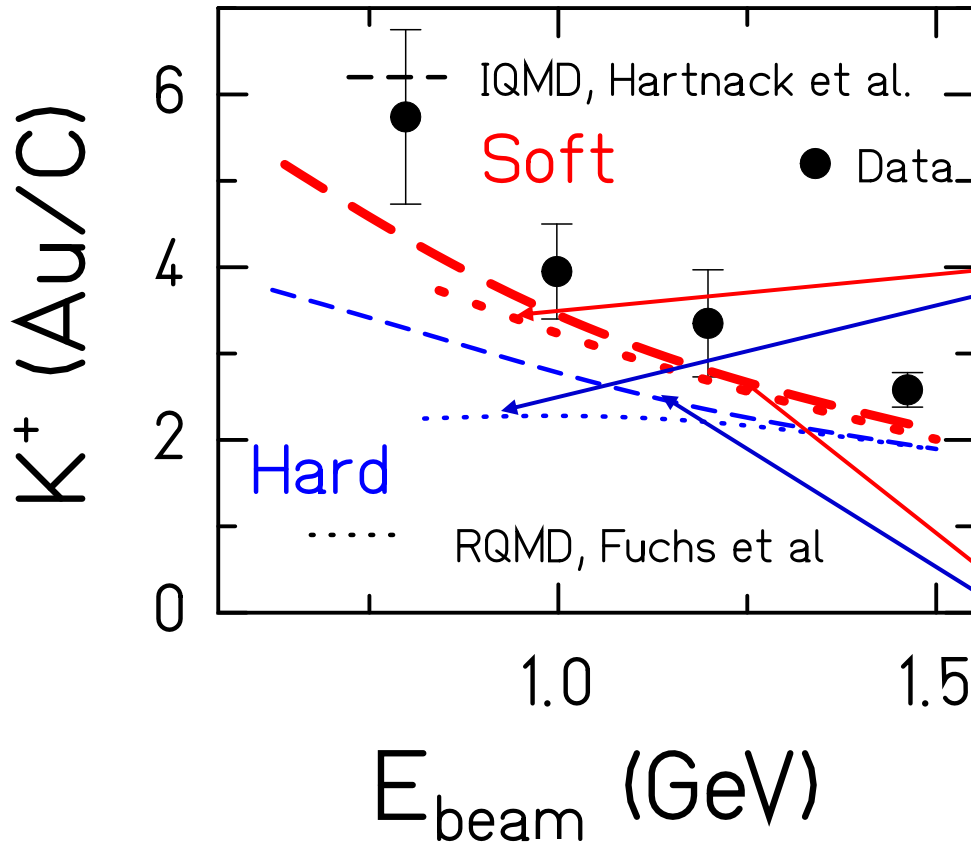 K+ (Au/C)
6
4
2
0
IQMD, Hartnack et al.
Soft
Data
Hard
RQMD, Fuchs et al
1.0
1.5
Ebeam (GeV)